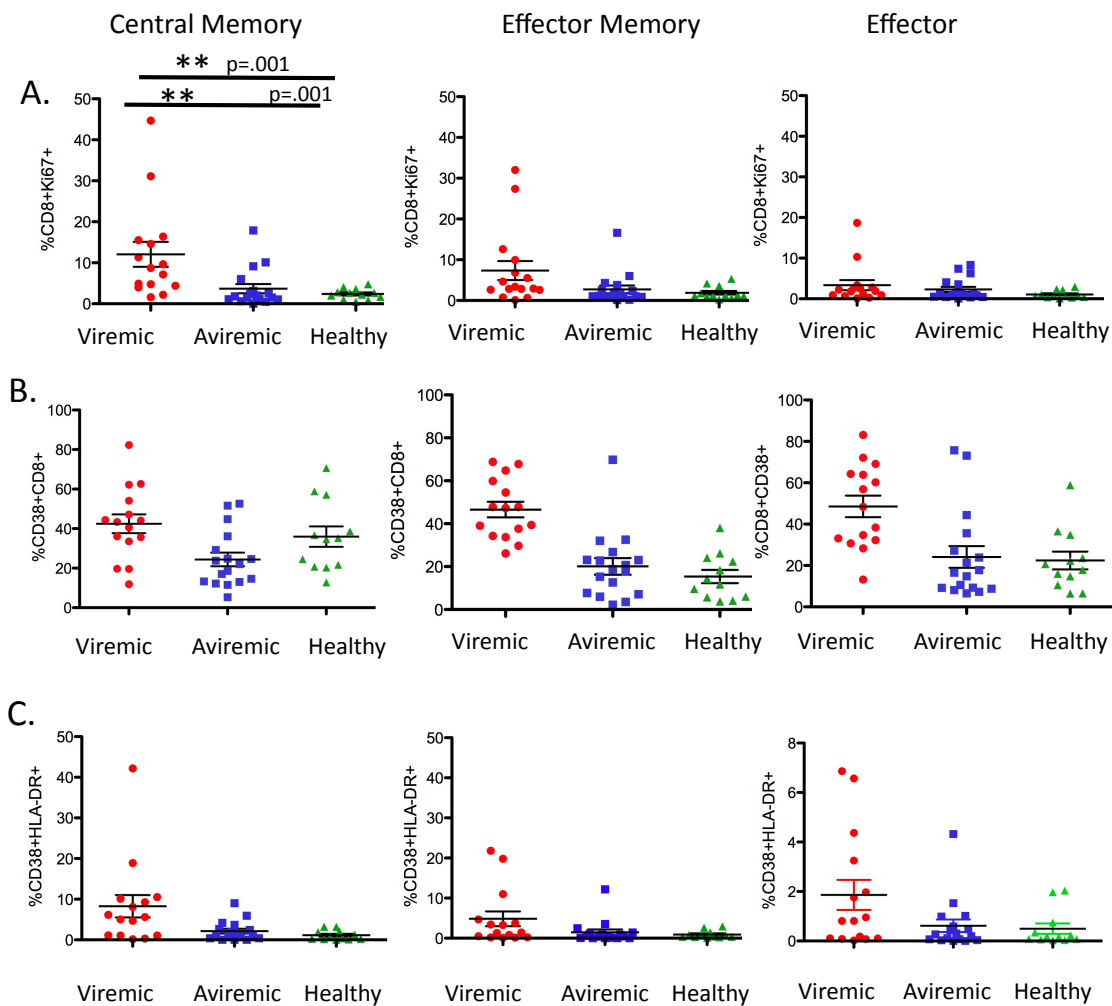 Central Memory Effector Memory Effector
** p=.001
A.
** p=.001
50 50 50
40 40 40
30 30 30
20 20 20
10 10 10
0 0 0
%CD8+Ki67+ %CD8+Ki67+ %CD8+Ki67+
Viremic Aviremic Healthy Viremic Aviremic Healthy Viremic Aviremic Healthy
B.
100 100 100
80 80 80
60 60 60
40 40 40
20 20 20
0 0 0
%CD38+CD8+ %CD38+CD8+ %CD8+CD38+
Viremic Aviremic Healthy Viremic Aviremic Healthy Viremic Aviremic Healthy
C.
50 50 8
40 40 6
30 30 4
20 20 2
10 10 0
0 0
%CD38+HLA-DR+ %CD38+HLA-DR+ %CD38+HLA-DR+
Viremic Aviremic Healthy Viremic Aviremic Healthy Viremic Aviremic Healthy